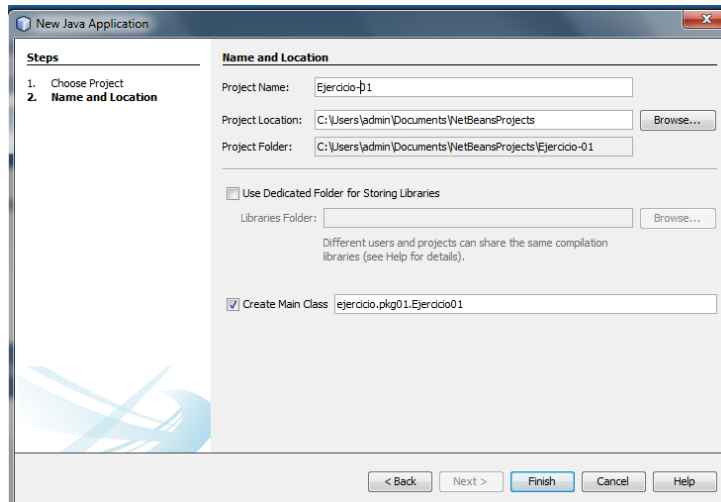 New Java Application
Steps
1. Choose Project
2. Name and Location
Name and Location
Project Name: Ejercicio-01
Project Location: C:\Users\admin\Documents\NetBeansProjects Browse...
Project Folder: C:\Users\admin\Documents\NetBeansProjects\Ejercicio-01
Use Dedicated Folder for Storing Libraries
Libraries Folder: Browse...
Different users and projects can share the same compilation
libraries (see Help for details).
Create Main Class ejercicio.pkg01.Ejercicio01
< Back Next > Finish Cancel Help